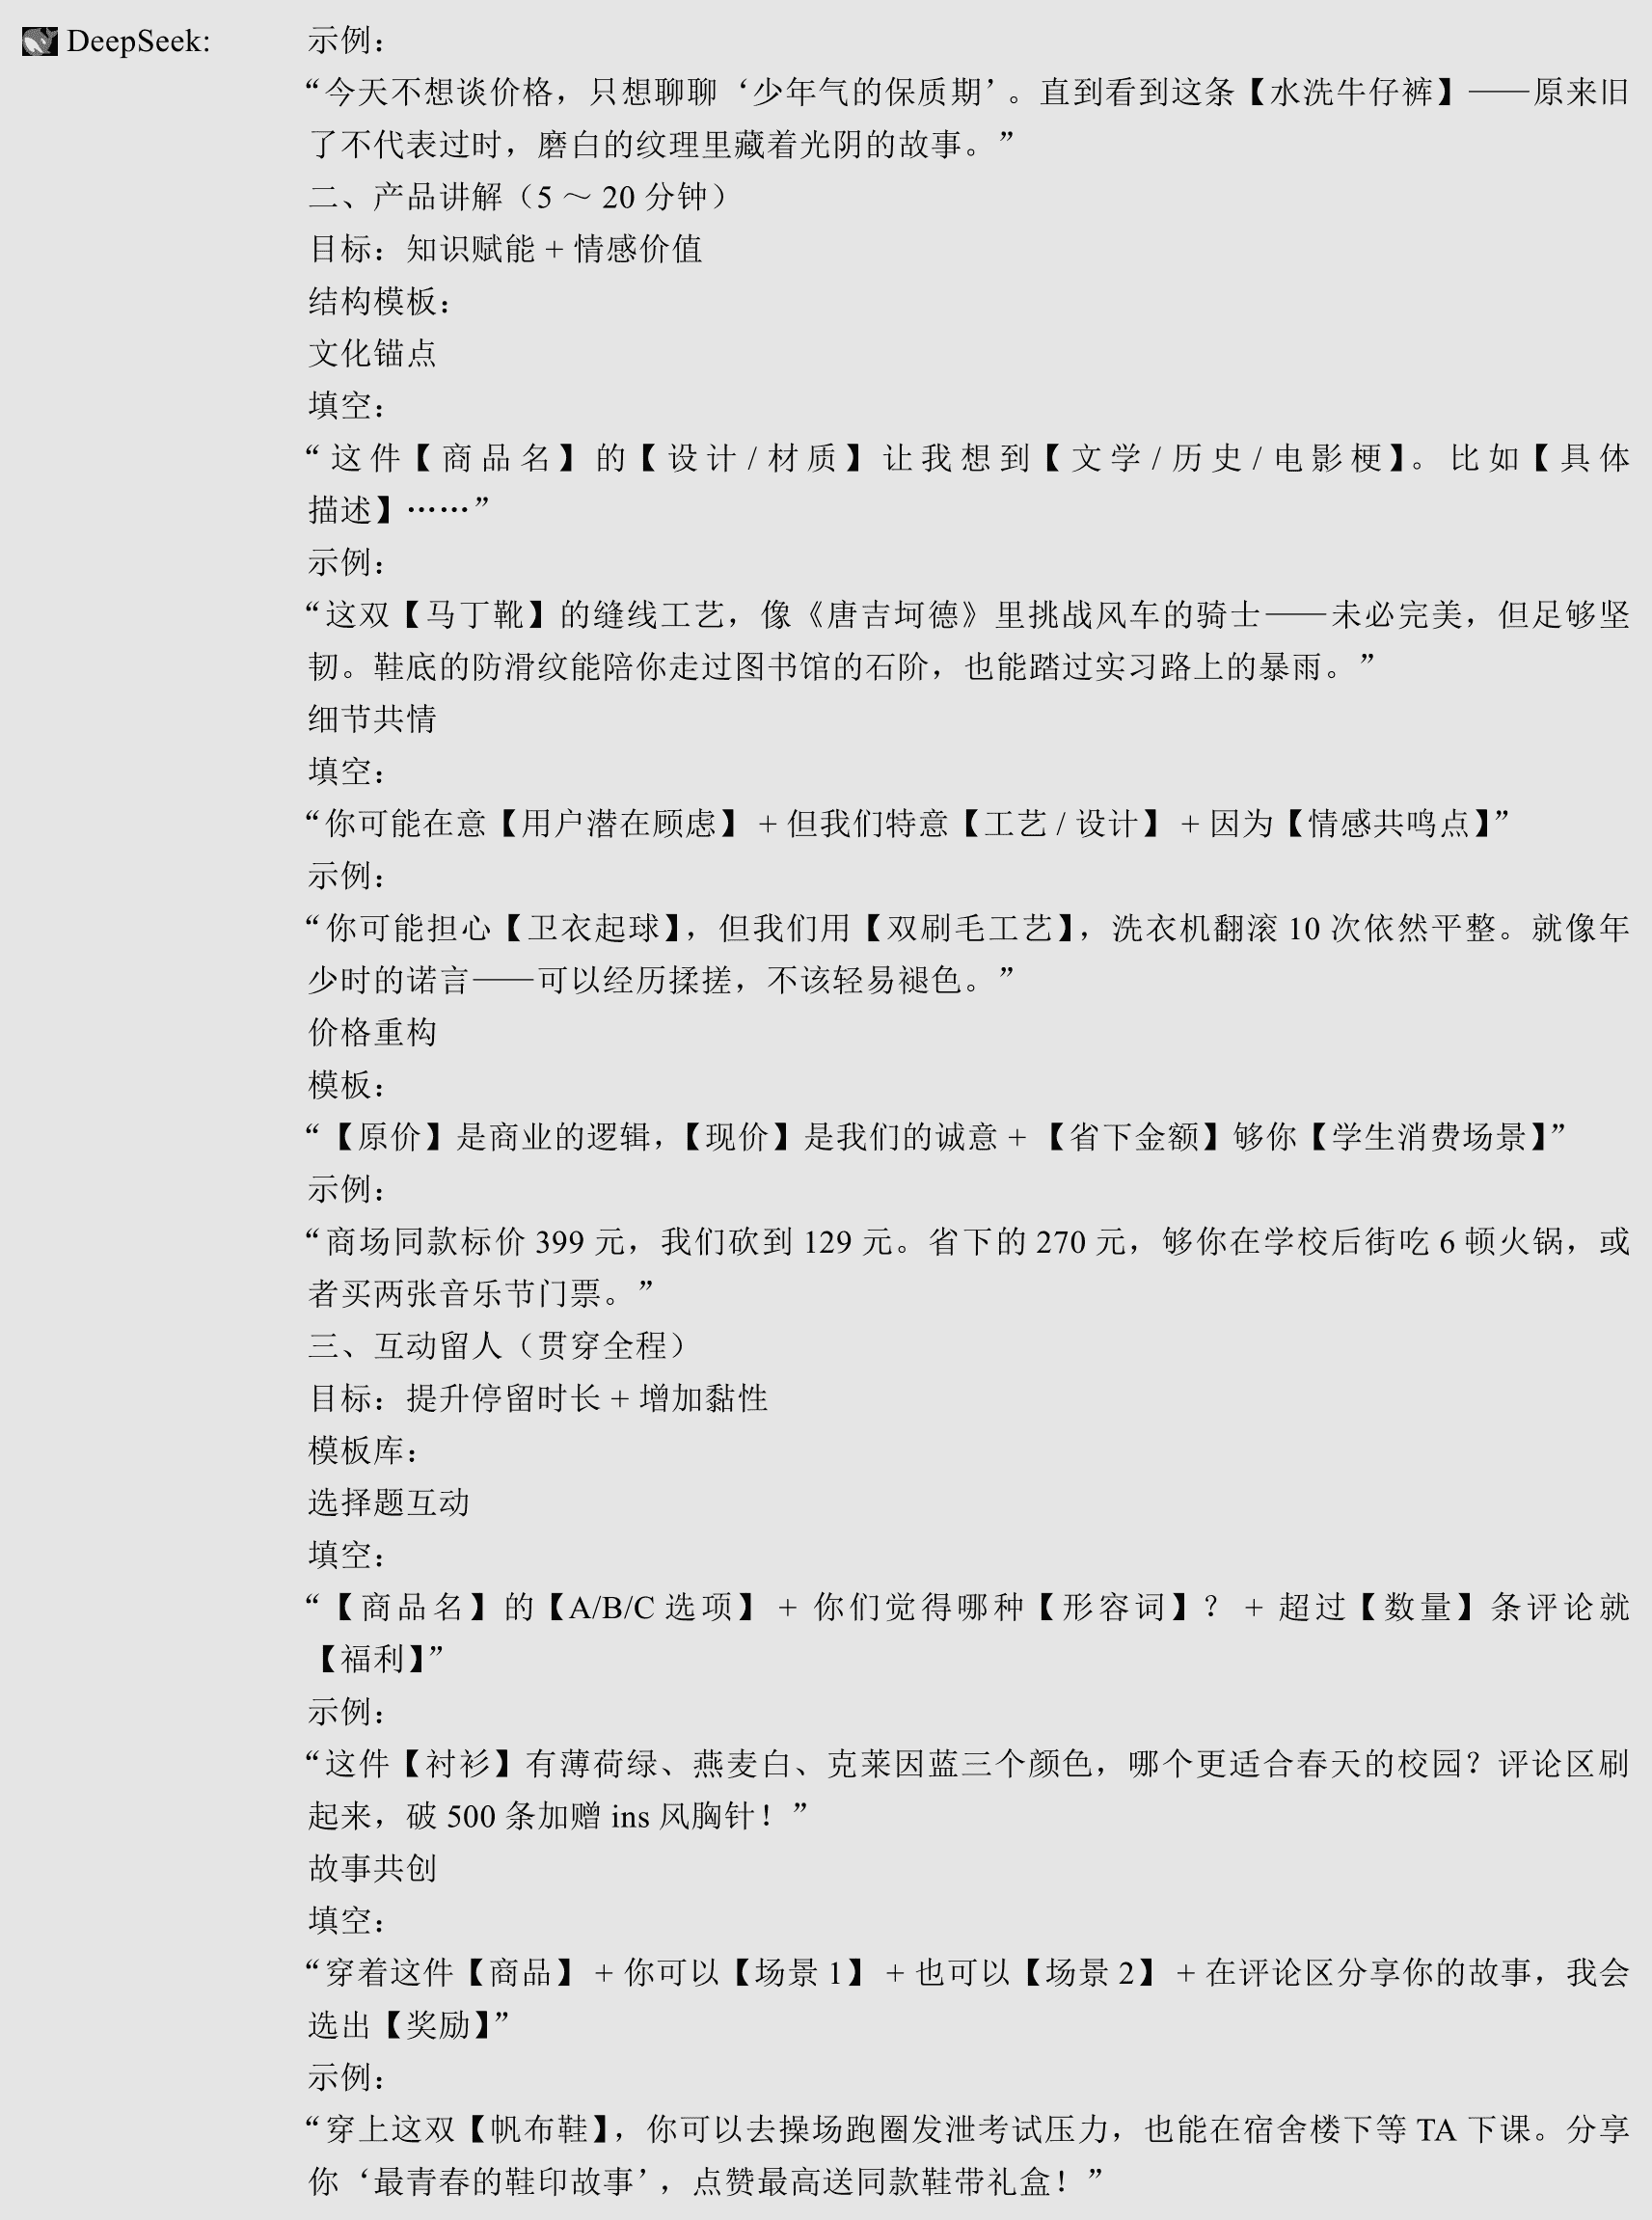 DeepSeek: 示例：
“今天不想谈价格，只想聊聊‘少年气的保质期’。直到看到这条【水洗牛仔裤】——原来旧
了不代表过时，磨白的纹理里藏着光阴的故事。”
二、产品讲解（5 ～ 20 分钟）
目标：知识赋能 + 情感价值
结构模板：
文化锚点
填空：
“这件【商品名】的【设计 / 材质】让我想到【文学 / 历史 / 电影梗】。比如【具体
描述】……”
示例：
“这双【马丁靴】的缝线工艺，像《唐吉坷德》里挑战风车的骑士——未必完美，但足够坚
韧。鞋底的防滑纹能陪你走过图书馆的石阶，也能踏过实习路上的暴雨。”
细节共情
填空：
“你可能在意【用户潜在顾虑】 + 但我们特意【工艺 / 设计】 + 因为【情感共鸣点】”
示例：
“你可能担心【卫衣起球】，但我们用【双刷毛工艺】，洗衣机翻滚 10 次依然平整。就像年
少时的诺言——可以经历揉搓，不该轻易褪色。”
价格重构
模板：
“【原价】是商业的逻辑，【现价】是我们的诚意 + 【省下金额】够你【学生消费场景】”
示例：
“商场同款标价 399 元，我们砍到 129 元。省下的 270 元，够你在学校后街吃 6 顿火锅，或
者买两张音乐节门票。”
三、互动留人（贯穿全程）
目标：提升停留时长 + 增加黏性
模板库：
选择题互动
填空：
“【商品名】的【A/B/C 选项】 + 你们觉得哪种【形容词】？ + 超过【数量】条评论就
【福利】”
示例：
“这件【衬衫】有薄荷绿、燕麦白、克莱因蓝三个颜色，哪个更适合春天的校园？评论区刷
起来，破 500 条加赠 ins 风胸针！”
故事共创
填空：
“穿着这件【商品】 + 你可以【场景 1】 + 也可以【场景 2】 + 在评论区分享你的故事，我会
选出【奖励】”
示例：
“穿上这双【帆布鞋】，你可以去操场跑圈发泄考试压力，也能在宿舍楼下等 TA 下课。分享
你‘最青春的鞋印故事’，点赞最高送同款鞋带礼盒！”